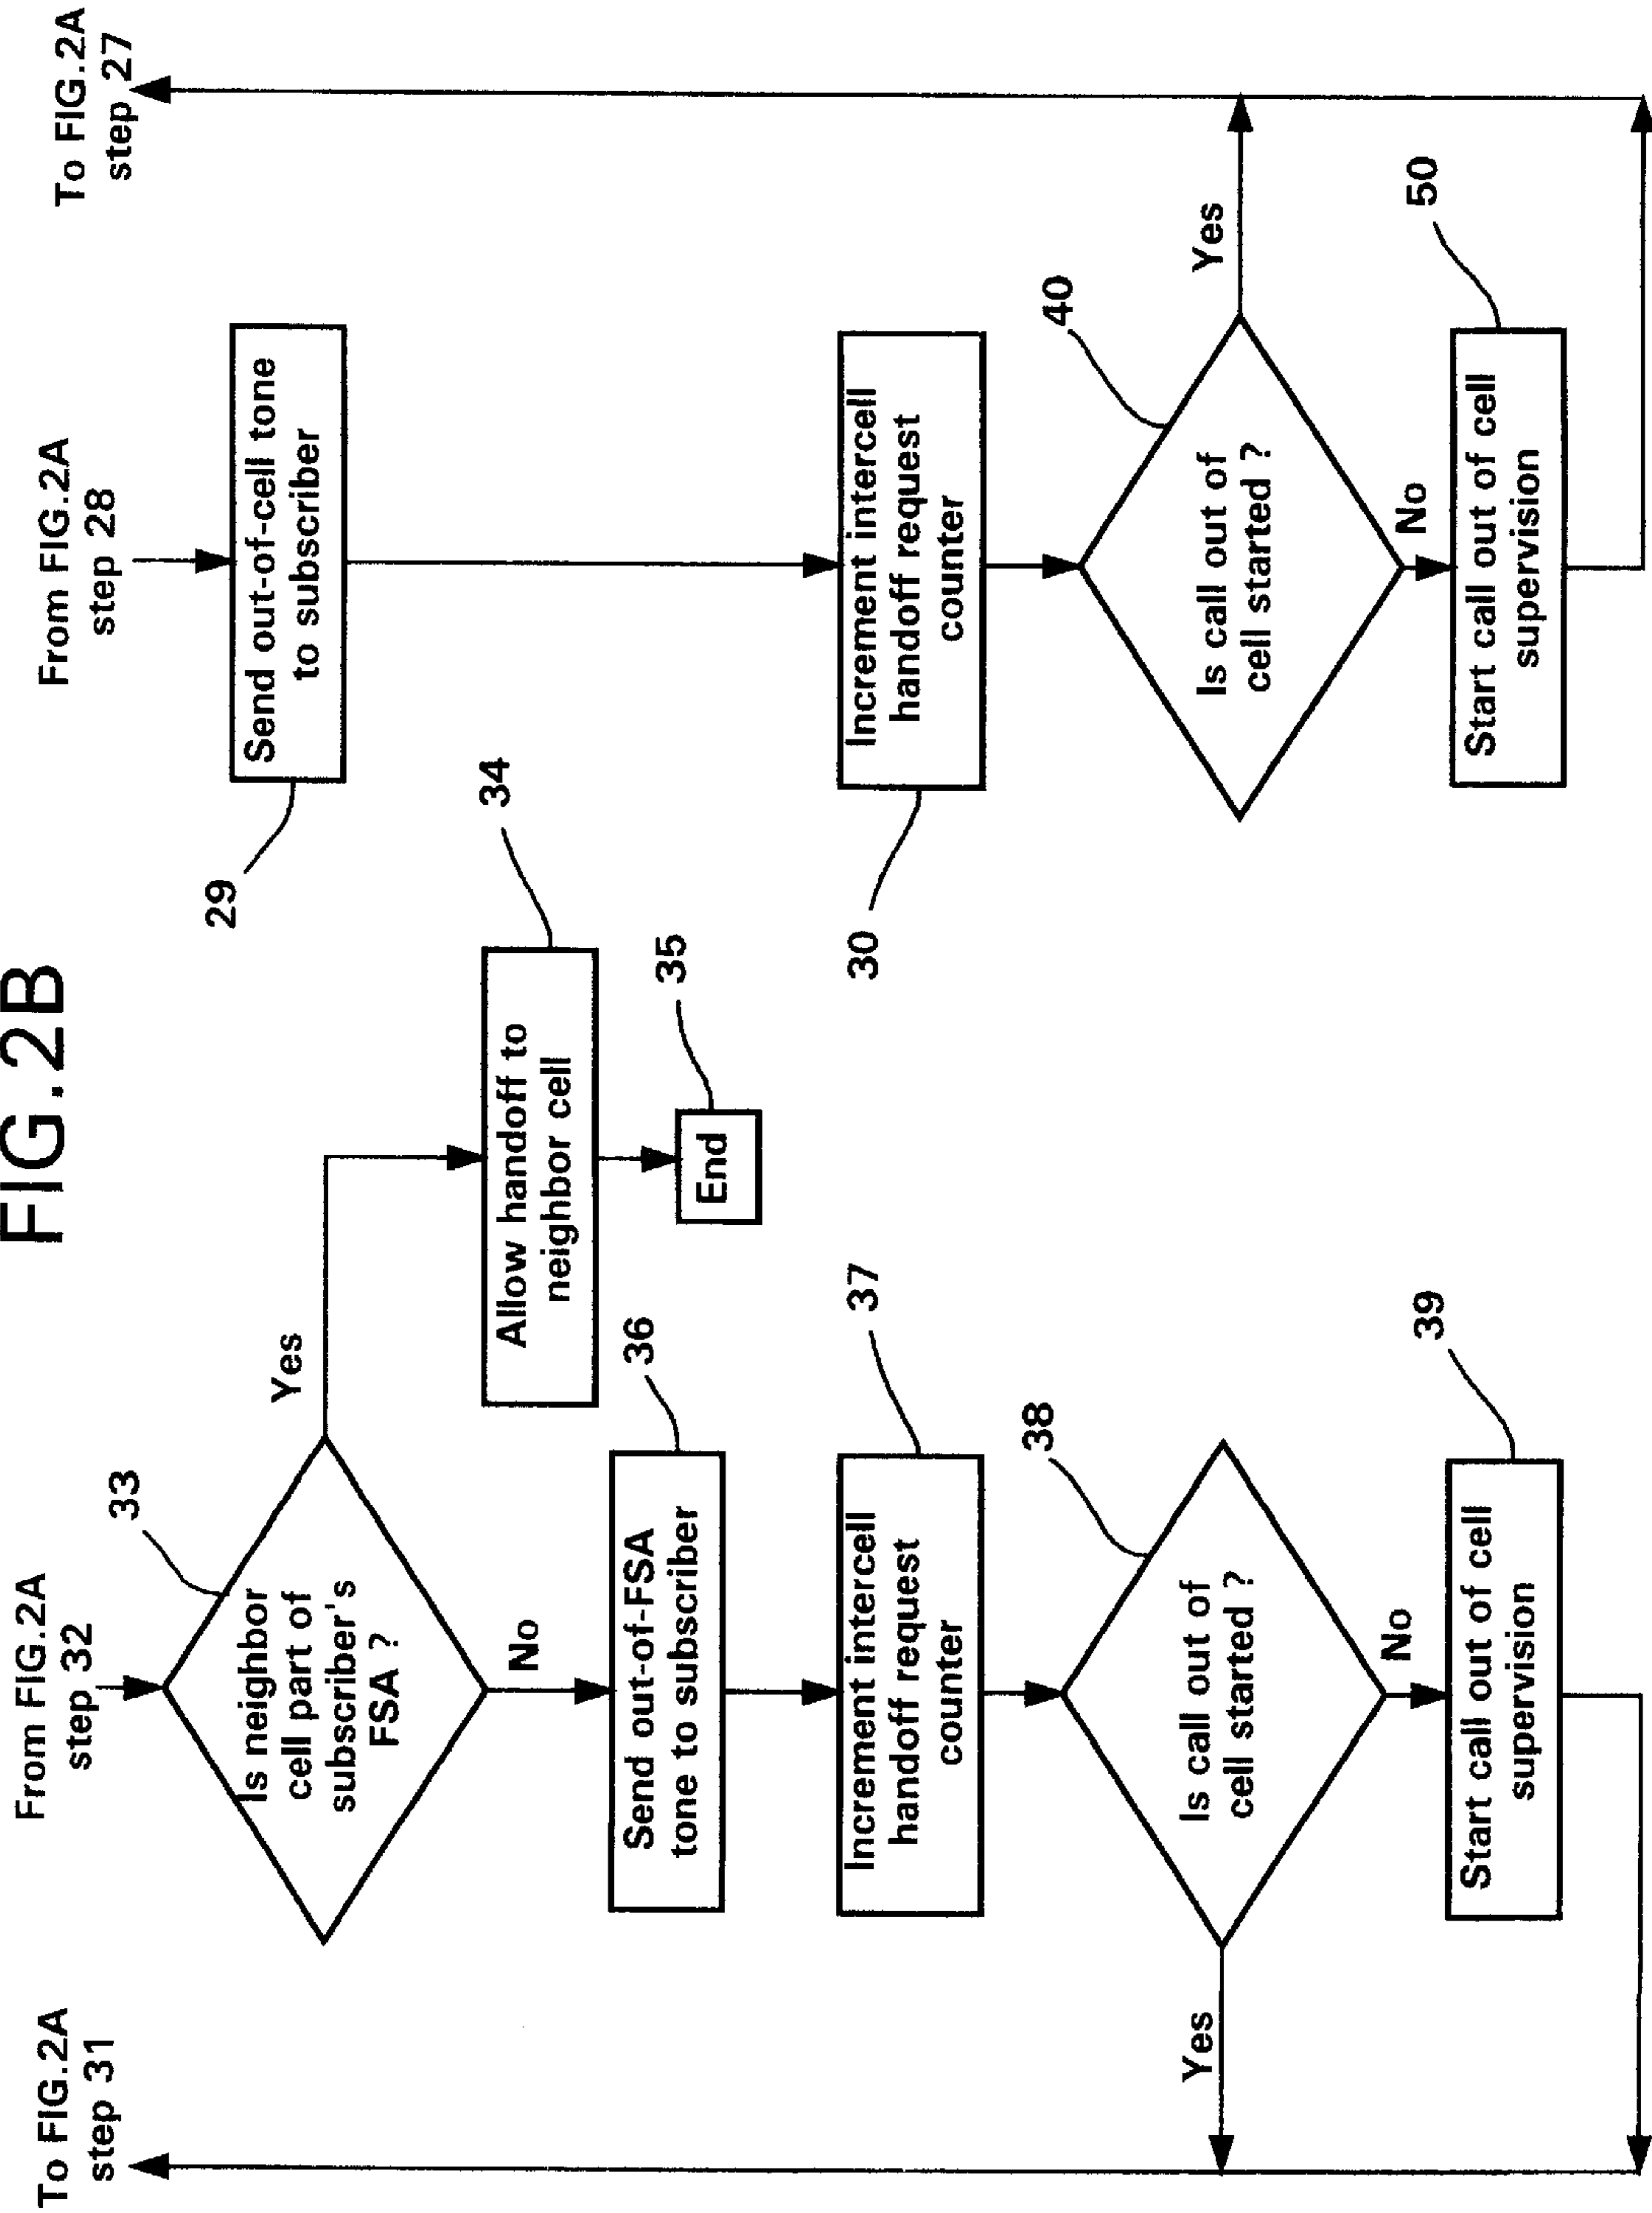 FIG.2B
To FIG.2A
step 31
From FIG.2A
step 32
33
Is neighbor
cell part of
subscriber's
FSA ?
Yes
No
Allow handoff to
neighbor cell
34
End
35
Send out-of-FSA
tone to subscriber
36
Increment intercell
handoff request
counter
37
Is call out of
cell started ?
38
Yes
No
Start call out of cell
supervision
39
From FIG.2A
step 28
To FIG.2A
step 27
Send out-of-cell tone
to subscriber
29
Increment intercell
handoff request
counter
30
Is call out of
cell started ?
40
Yes
No
Start call out of cell
supervision
50